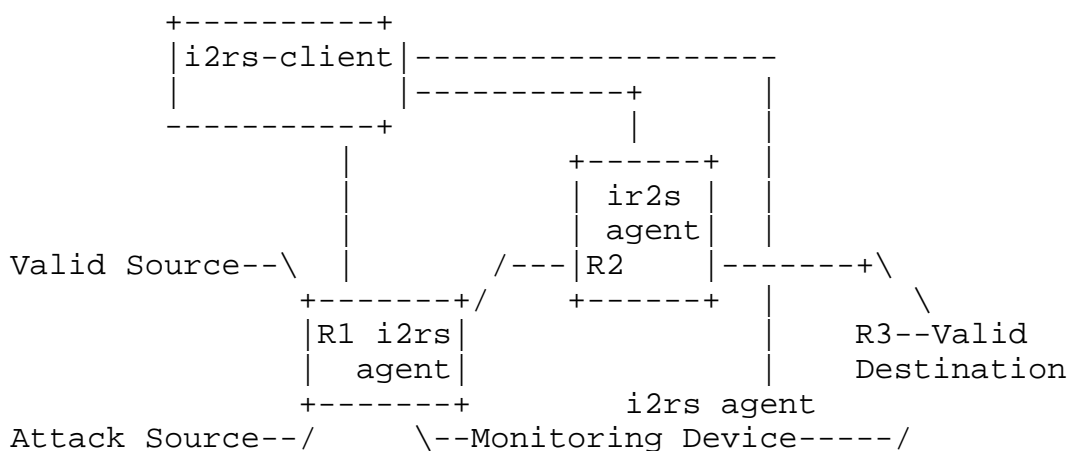 i2rs-client
ir2s
agent
Valid Source
R2
R1 i2rs
R3--Valid
agent
Destination
i2rs agent
Attack Source
Monitoring Device